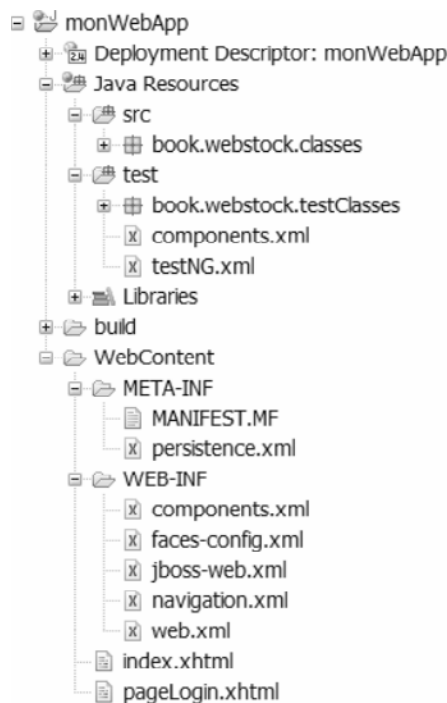 monWebApp
Deployment Descriptor: monWebApp
Java Resources
src
book.webstock.classes
test
book.webstock.testClasses
components.xml
testNG.xml
Libraries
build
WebContent
META-INF
MANIFEST.MF
persistence.xml
WEB-INF
components.xml
faces-config.xml
jboss-web.xml
navigation.xml
web.xml
index.xhtml
pageLogin.xhtml